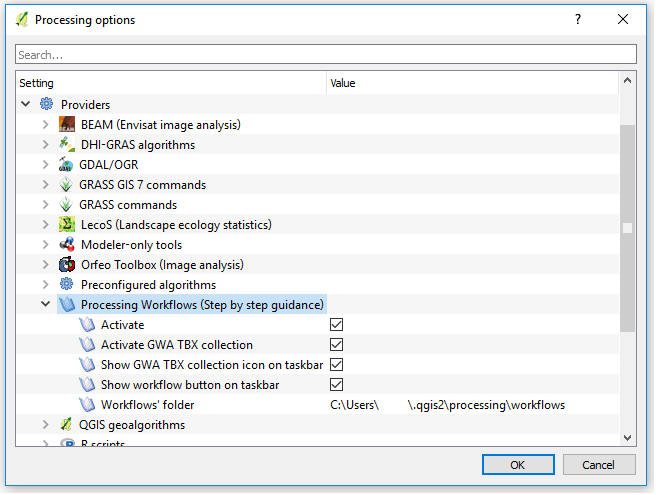 Processing options
Search...
Setting Value
Providers
BEAM (Envisat image analysis)
DHI-GRAS algorithms
GDAL/OGR
GRASS GIS 7 commands
GRASS commands
LecoS (Landscape ecology statistics)
Modeler-only tools
Orfeo Toolbox (Image analysis)
Preconfigured algorithms
Processing Workflows (Step by step guidance)
Activate
Activate GWA TBX collection
Show GWA TBX collection icon on taskbar
Show workflow button on taskbar
Workflows' folder C:\Users\ \.qgis2\processing\workflows
QGIS geoalgorithms
R scripts
OK Cancel